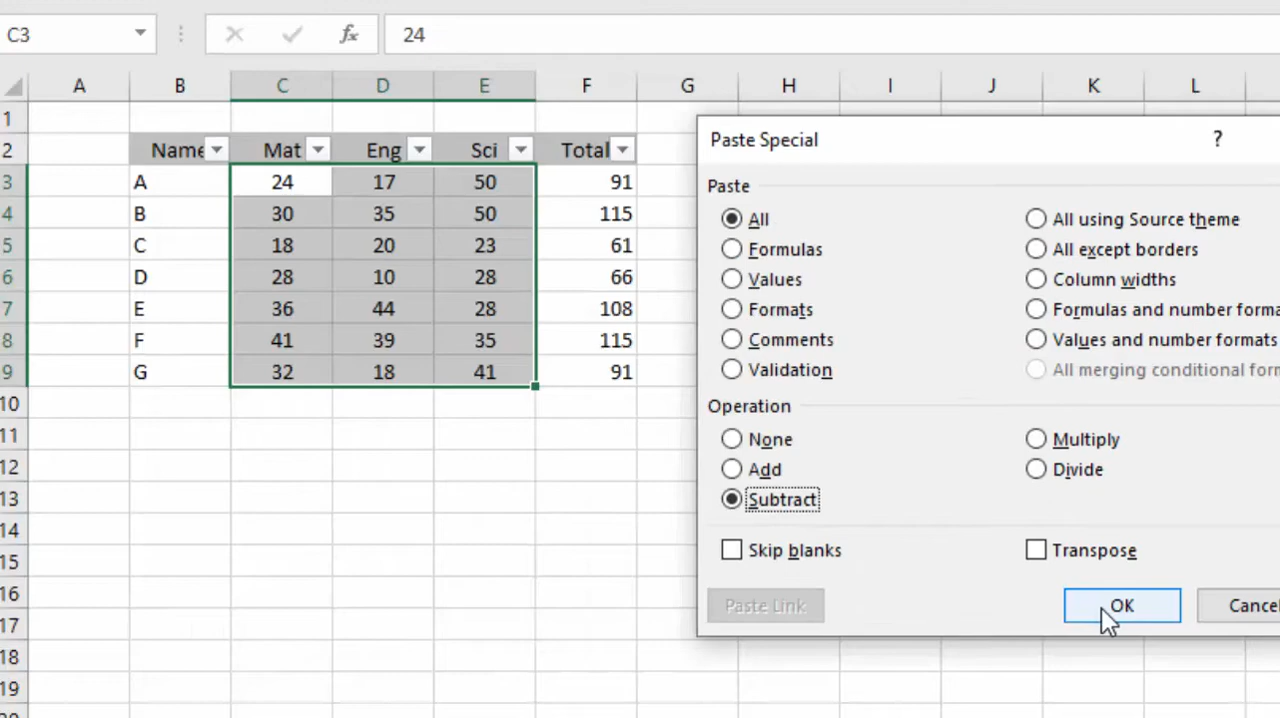 C3 fx 24
A B C D E F G H I J K L
1
2 Name Mat Eng Sci Total
3 A 24 17 50 91
4 B 30 35 50 115
5 C 18 20 23 61
6 D 28 10 28 66
7 E 36 44 28 108
8 F 41 39 35 115
9 G 32 18 41 91
10
11
12
13
14
15
16
17
18
19
Paste Special ?
Paste
All All using Source theme
Formulas All except borders
Values Column widths
Formats Formulas and number forma
Comments Values and number formats
Validation All merging conditional forn
Operation
None Multiply
Add Divide
Subtract
Skip blanks Transpose
Paste Link OK Cancel